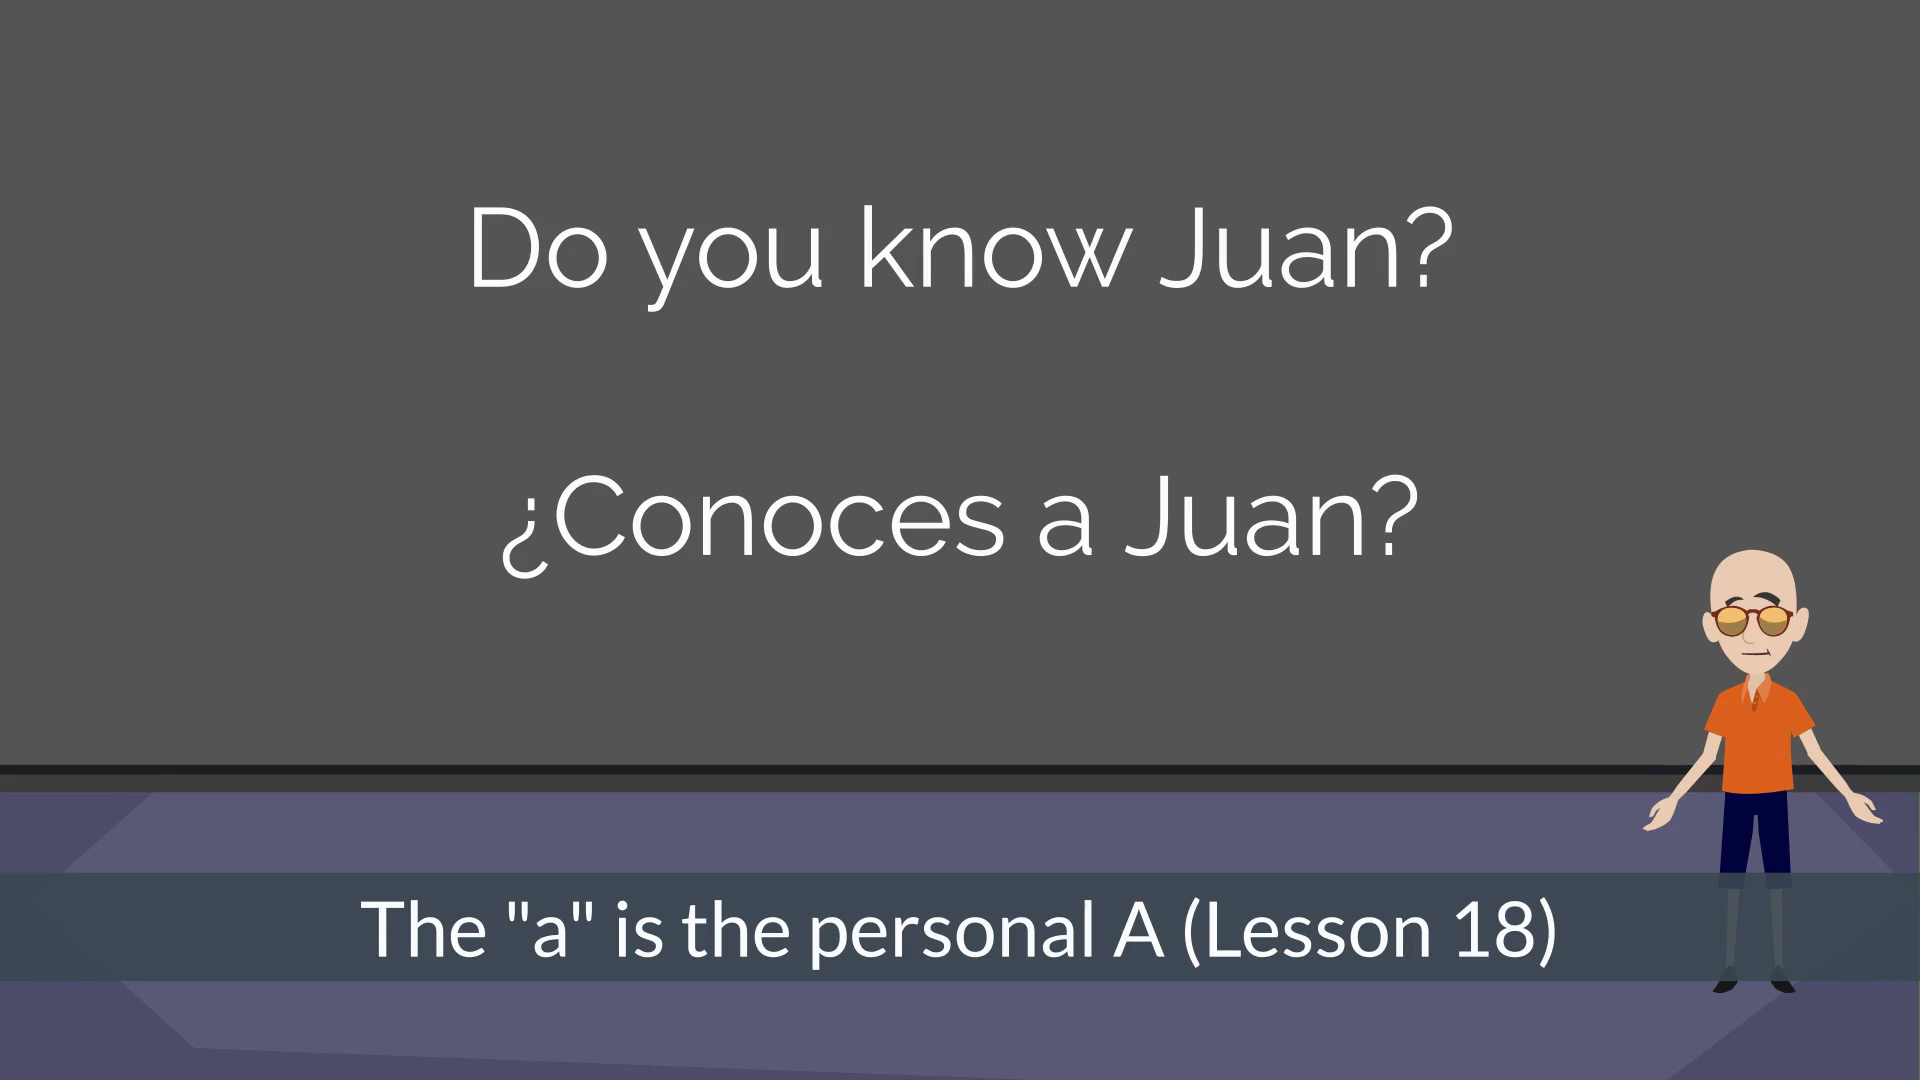 Do you know Juan?
¿Conoces a Juan?
The "a" is the personal A (Lesson 18)